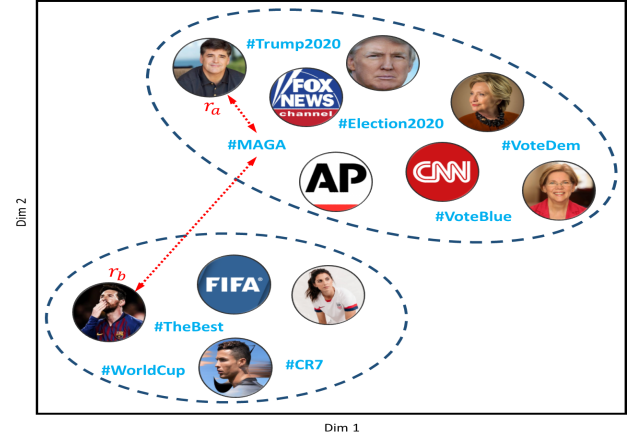 #Trump2020
r_a
FOX
NEWS
channel
#Election2020
#MAGA
#VoteDem
AP
CNN
#VoteBlue
Dim 2
r_b
FIFA
#TheBest
#WorldCup
#CR7
Dim 1